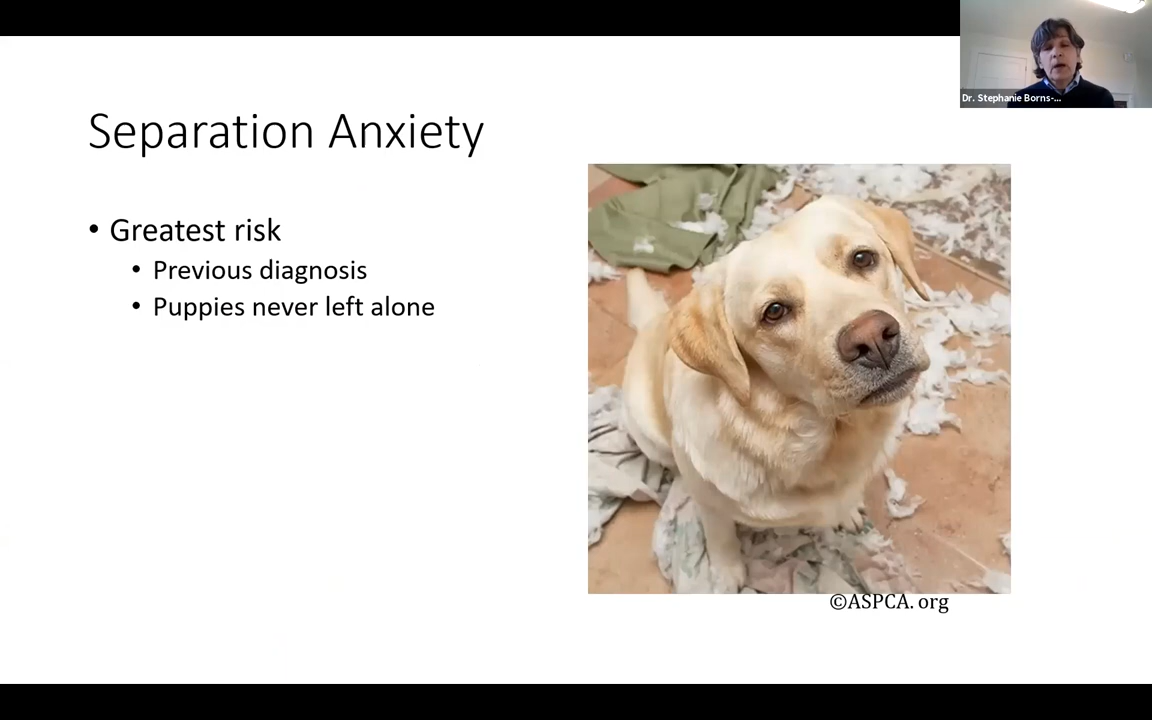 Dr. Stephanie Borns-...
Separation Anxiety
• Greatest risk
• Previous diagnosis
• Puppies never left alone
©ASPCA. org